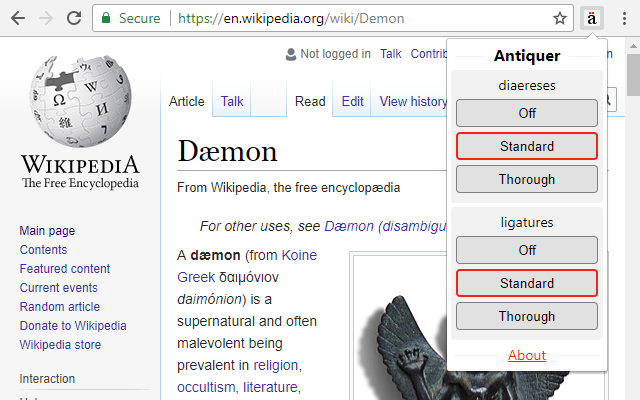 Secure | https://en.wikipedia.org/wiki/Demon
ä
Not logged in Talk
Antiquer
diaereses
Off
Standard
Thorough
ligatures
Off
Standard
Thorough
About
Ω
W
И
維
WIKIPEDIA
The Free Encyclopedia
Main page
Contents
Featured content
Current events
Random article
Donate to Wikipedia
Wikipedia store
Interaction
Article Talk Read Edit View history
Dæmon
From Wikipedia, the free encyclopædia
For other uses, see Dæmon (disambigu
A dæmon (from Koine
Greek δαιμόνιον
daimónion) is a
supernatural and often
malevolent being
prevalent in religion,
occultism, literature,